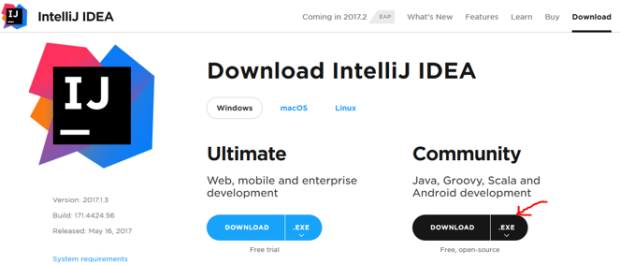 IJ
IntelliJ IDEA
Coming in 2017.2 EAP What's New Features Learn Buy Download
IJ
Download IntelliJ IDEA
Windows macOS Linux
Ultimate
Web, mobile and enterprise
development
DOWNLOAD .EXE
Free trial
Community
Java, Groovy, Scala and
Android development
DOWNLOAD .EXE
Free, open-source
Version: 2017.1.3
Build: 171.4424.56
Released: May 16, 2017
System requirements